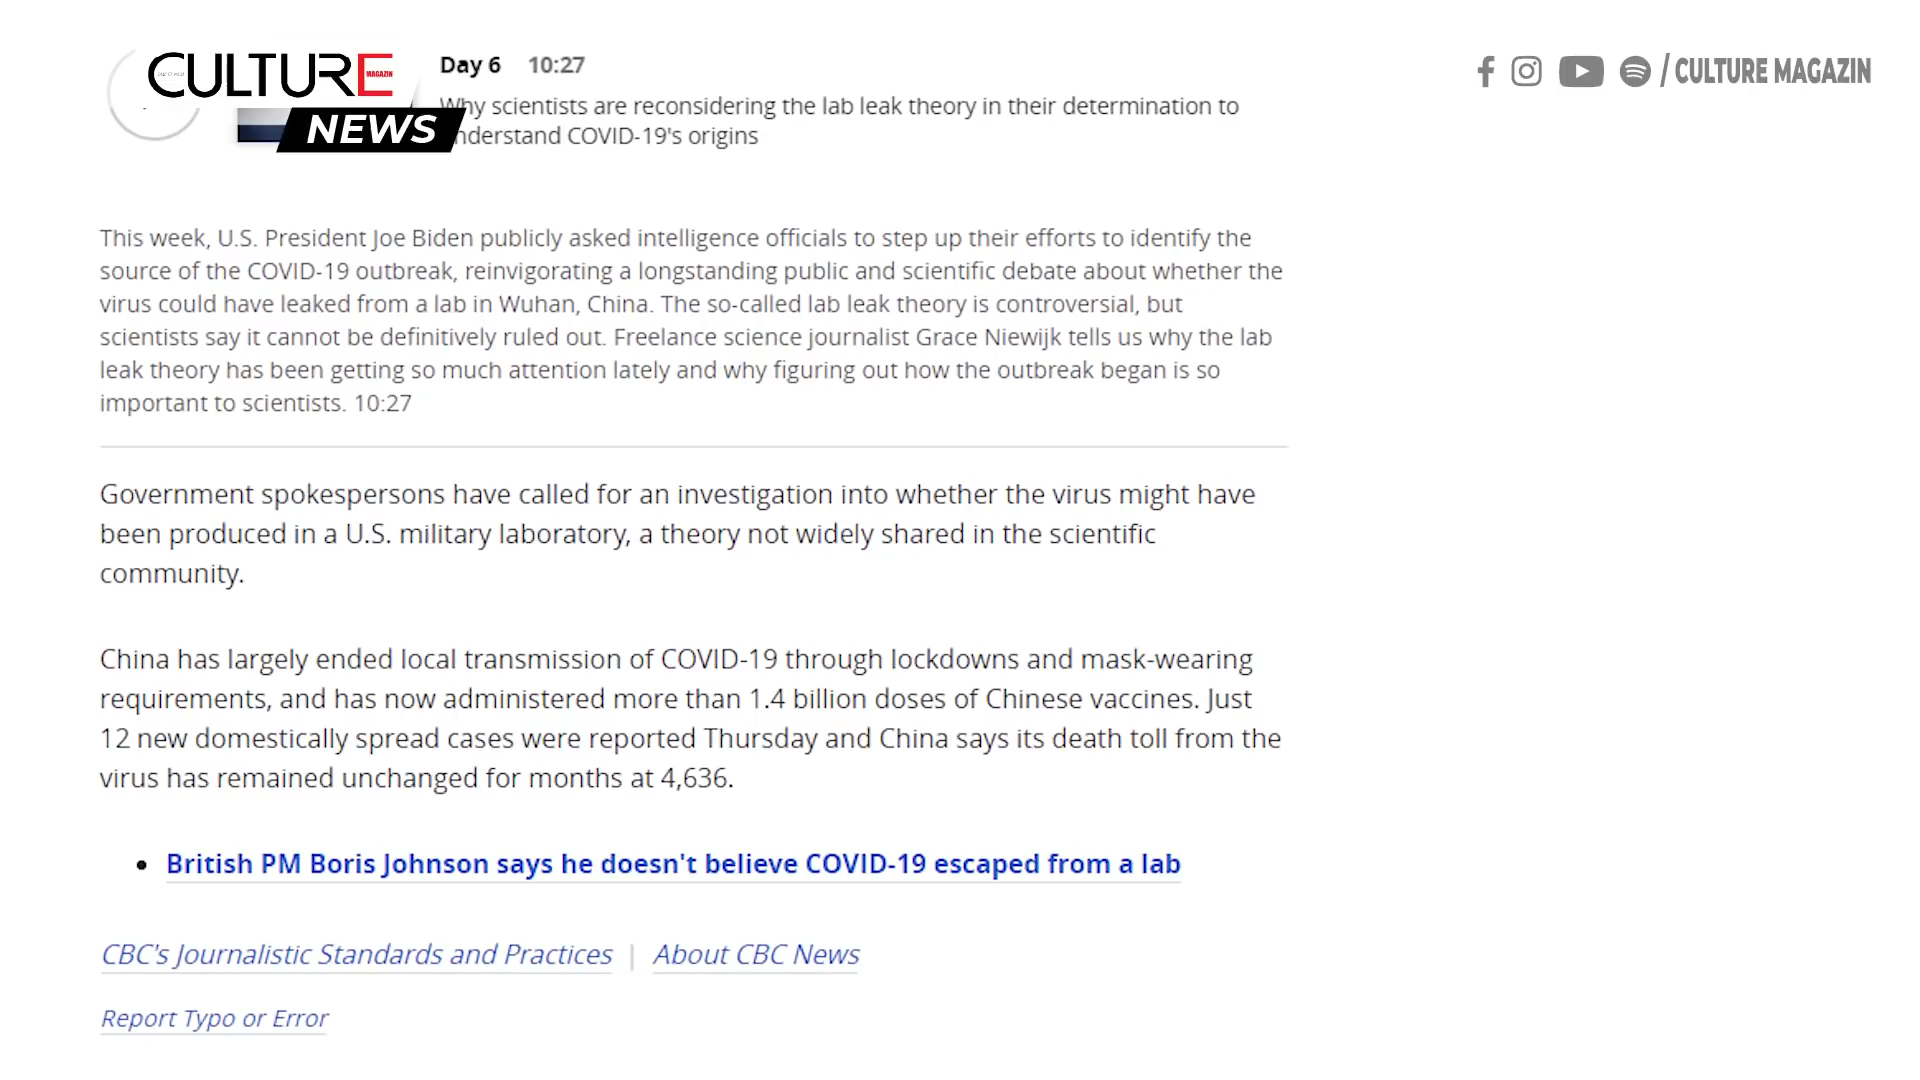 CULTURE
MAGAZIN
NEWS
Day 6 10:27
Why scientists are reconsidering the lab leak theory in their determination to
understand COVID-19's origins
/ CULTURE MAGAZIN
This week, U.S. President Joe Biden publicly asked intelligence officials to step up their efforts to identify the
source of the COVID-19 outbreak, reinvigorating a longstanding public and scientific debate about whether the
virus could have leaked from a lab in Wuhan, China. The so-called lab leak theory is controversial, but
scientists say it cannot be definitively ruled out. Freelance science journalist Grace Niewijk tells us why the lab
leak theory has been getting so much attention lately and why figuring out how the outbreak began is so
important to scientists. 10:27
Government spokespersons have called for an investigation into whether the virus might have
been produced in a U.S. military laboratory, a theory not widely shared in the scientific
community.
China has largely ended local transmission of COVID-19 through lockdowns and mask-wearing
requirements, and has now administered more than 1.4 billion doses of Chinese vaccines. Just
12 new domestically spread cases were reported Thursday and China says its death toll from the
virus has remained unchanged for months at 4,636.
• British PM Boris Johnson says he doesn't believe COVID-19 escaped from a lab
CBC's Journalistic Standards and Practices | About CBC News
Report Typo or Error